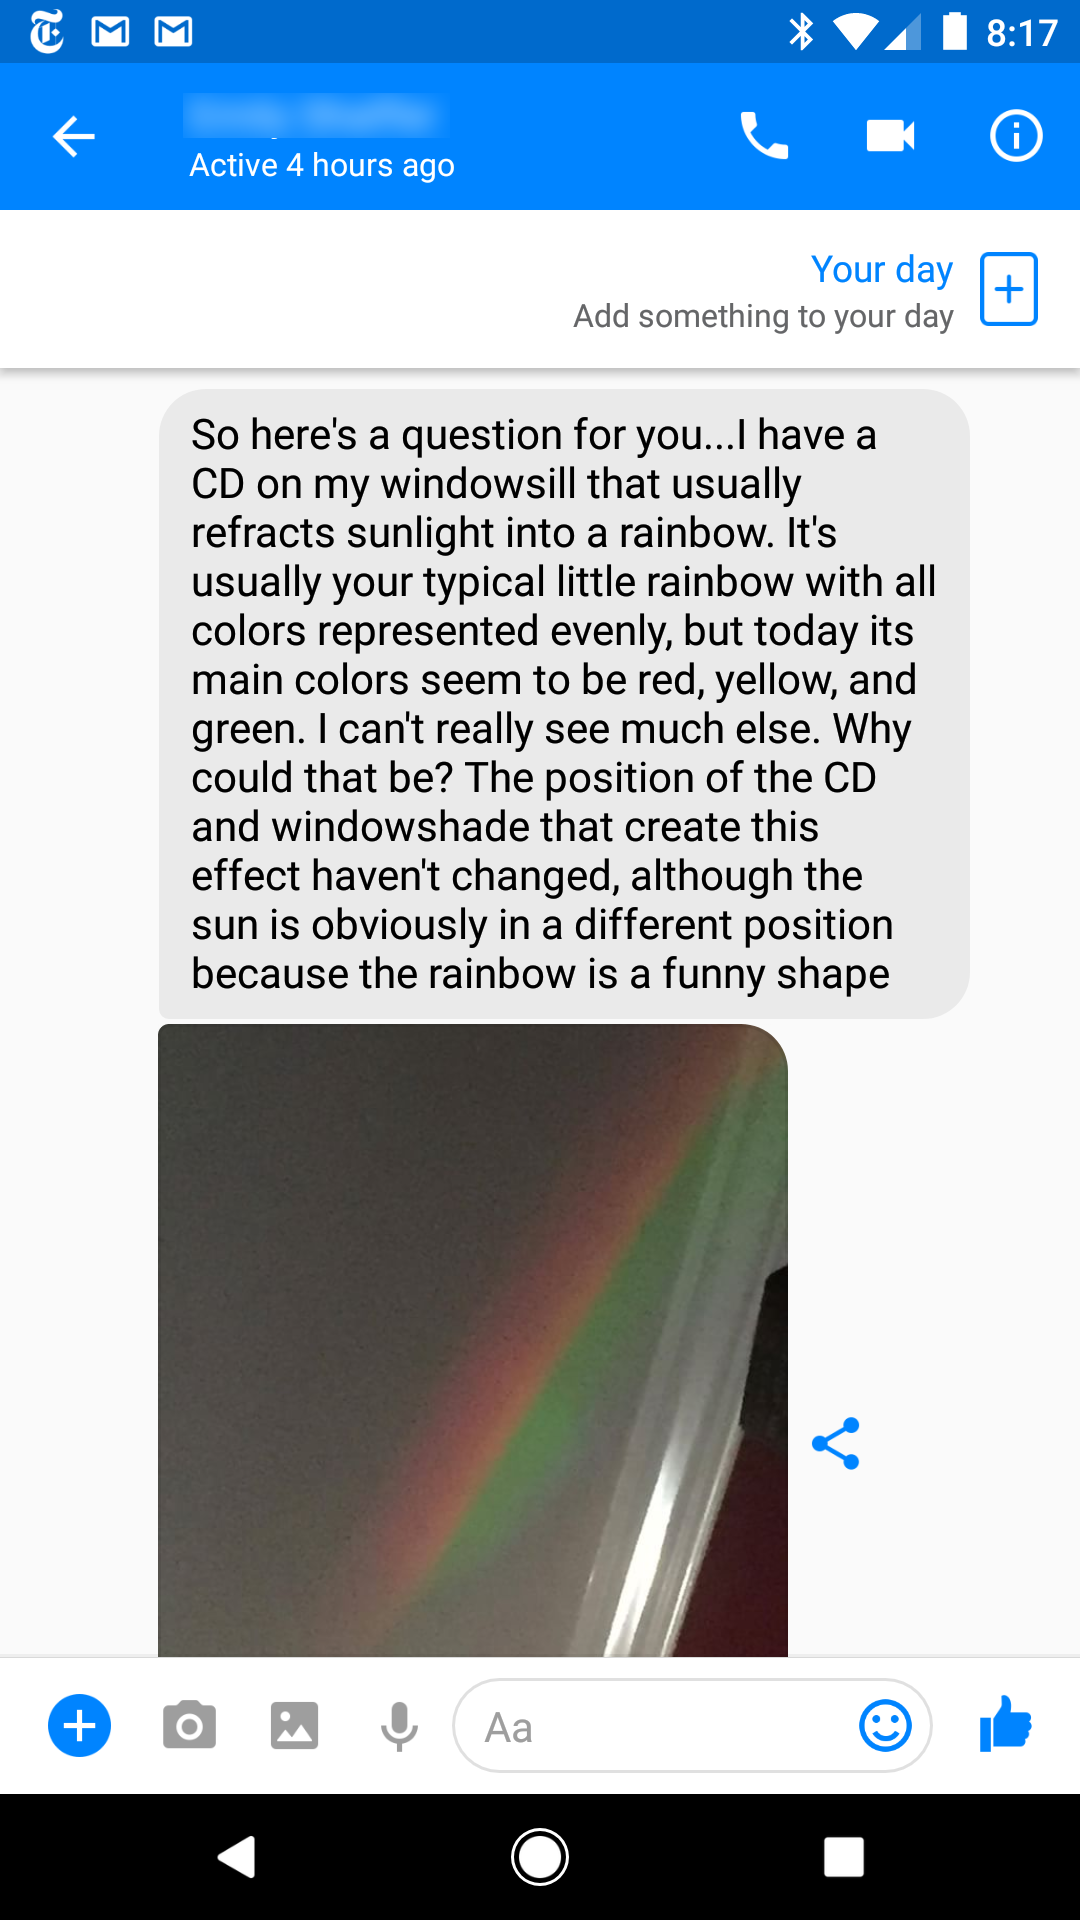 8:17
Active 4 hours ago
Your day
Add something to your day
So here's a question for you...I have a
CD on my windowsill that usually
refracts sunlight into a rainbow. It's
usually your typical little rainbow with all
colors represented evenly, but today its
main colors seem to be red, yellow, and
green. I can't really see much else. Why
could that be? The position of the CD
and windowshade that create this
effect haven't changed, although the
sun is obviously in a different position
because the rainbow is a funny shape
Aa